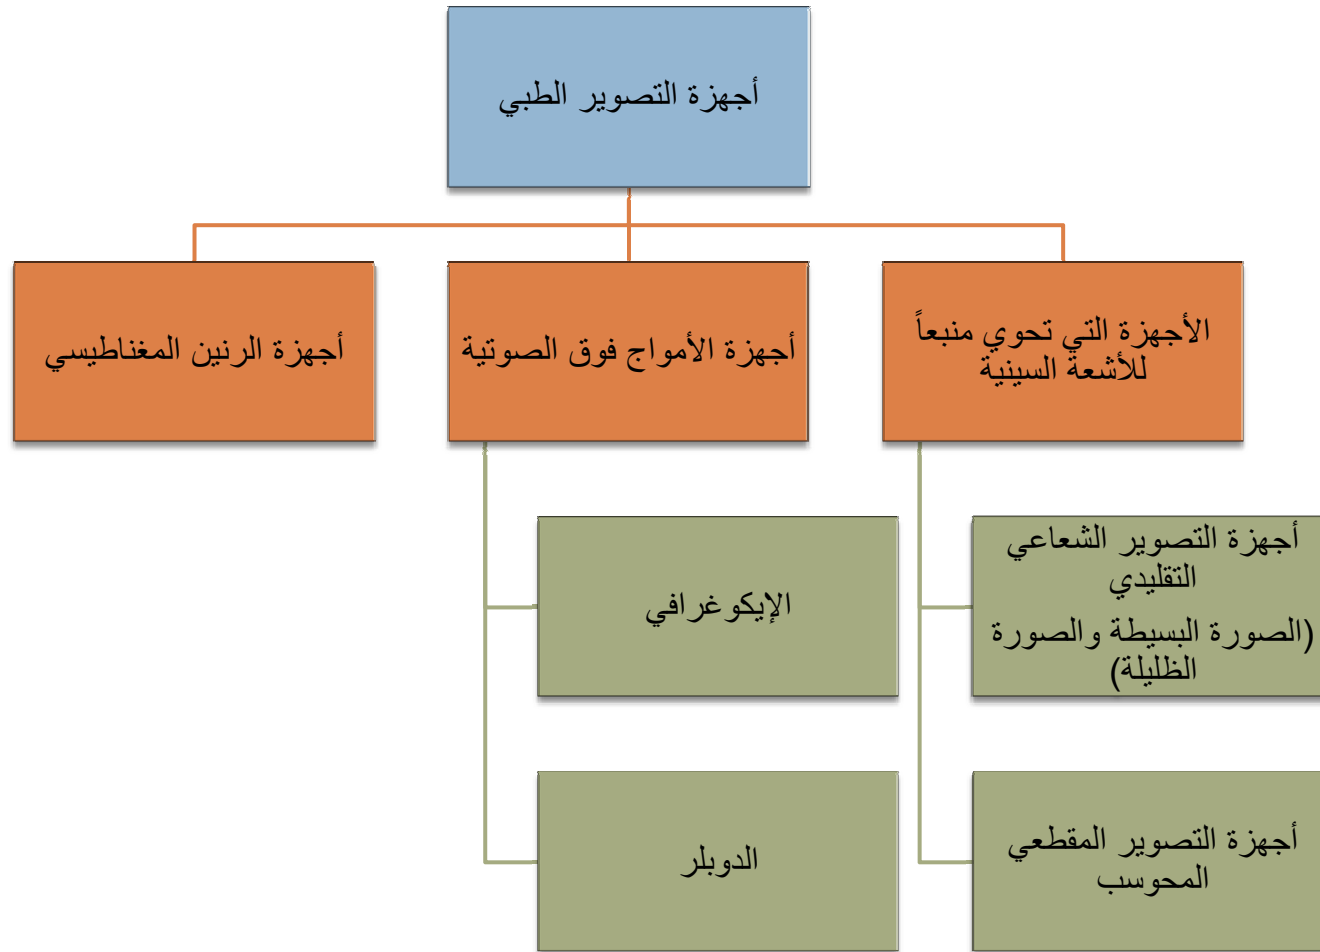 أجهزة التصوير الطبي
الأجهزة التي تحوي منبعاً
للأشعة السينية
أجهزة الأمواج فوق الصوتية
أجهزة الرنين المغناطيسي
أجهزة التصوير الشعاعي
التقليدي
(الصورة البسيطة والصورة
الظليلة)
الإيكوغرافي
أجهزة التصوير المقطعي
المحوسب
الدوبلر